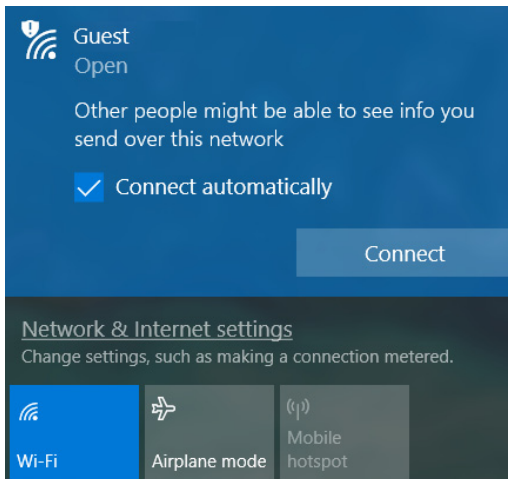 Guest
Open
Other people might be able to see info you
send over this network
Connect automatically
Connect
Network & Internet settings
Change settings, such as making a connection metered.
Wi-Fi
Airplane mode
Mobile
hotspot